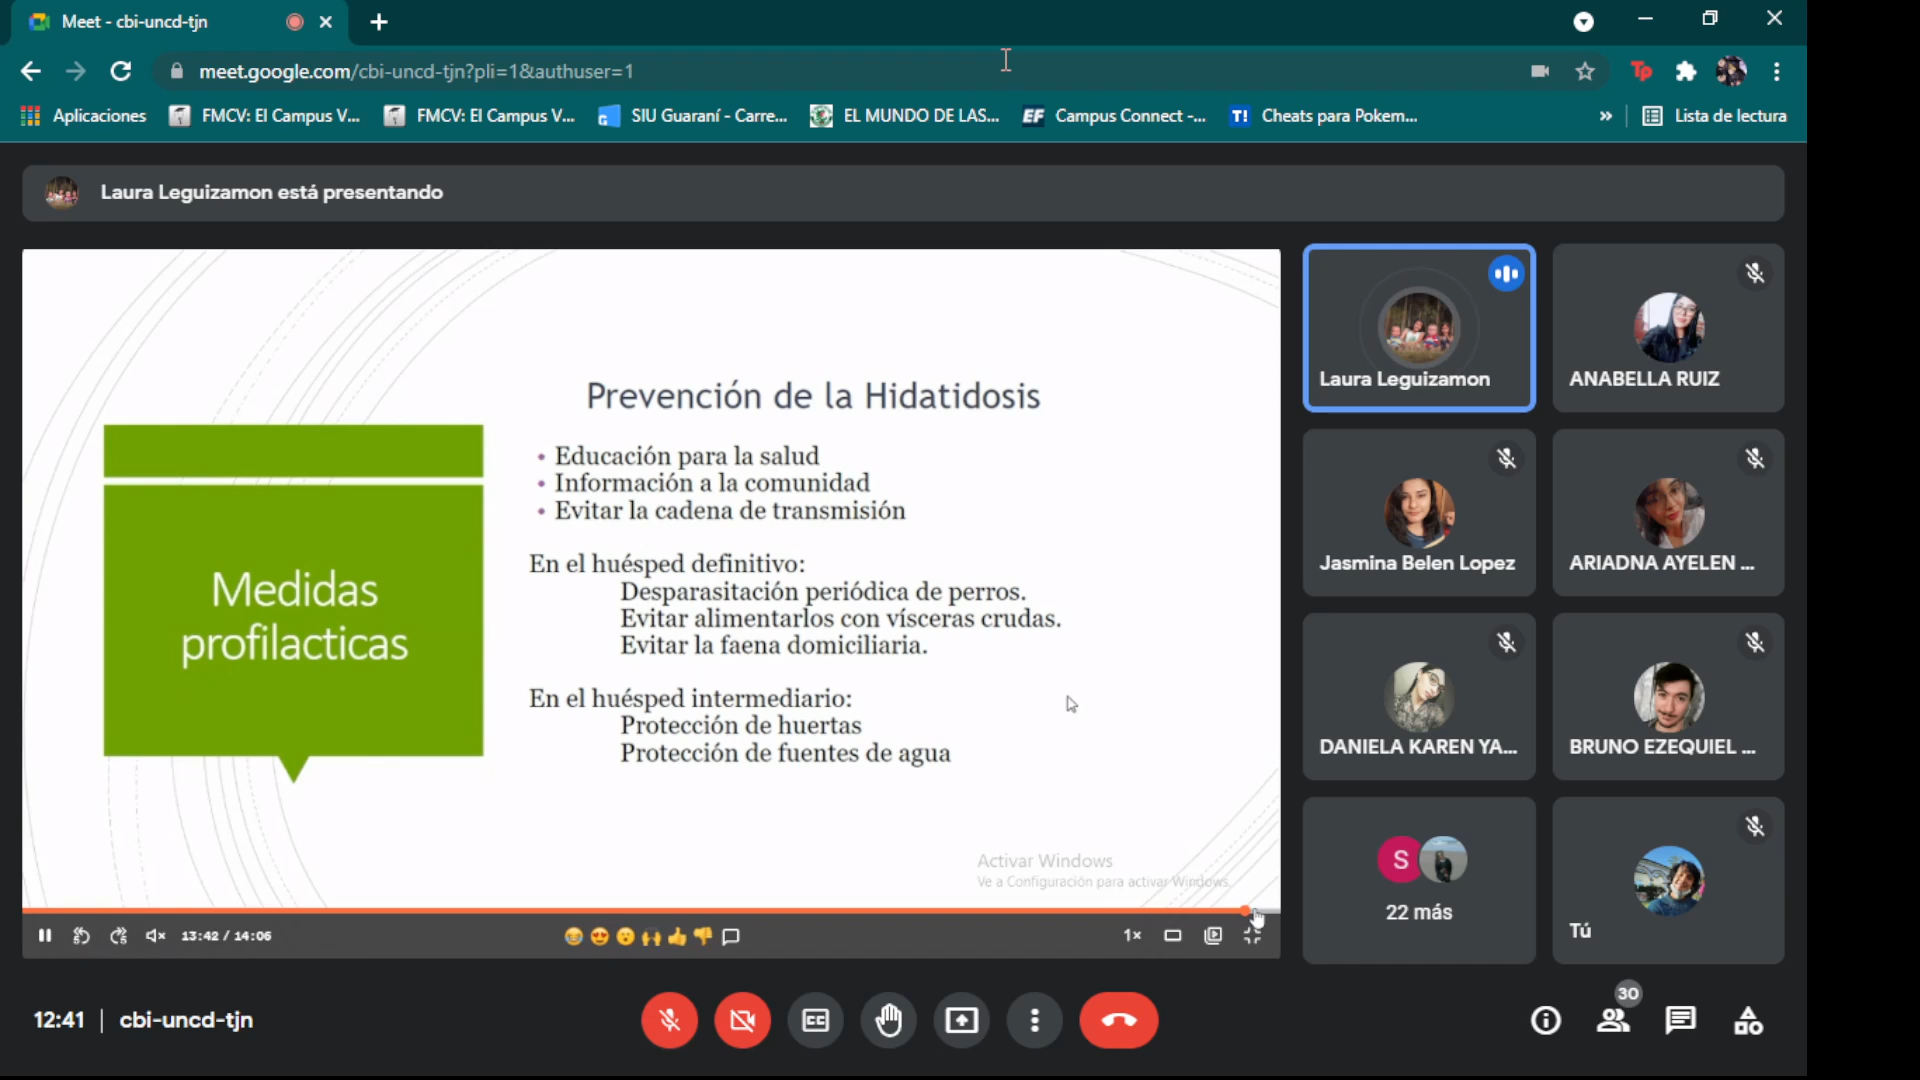 Meet - cbi-uncd-tjn
meet.google.com/cbi-uncd-tjn?pli=1&authuser=1
Tp
Aplicaciones
FMCV: El Campus V...
FMCV: El Campus V...
SIU Guaraní - Carre...
EL MUNDO DE LAS...
EF Campus Connect -...
T! Cheats para Pokem...
Lista de lectura
Laura Leguizamon está presentando
Prevención de la Hidatidosis
• Educación para la salud
• Información a la comunidad
• Evitar la cadena de transmisión
En el huésped definitivo:
Desparasitación periódica de perros.
Evitar alimentarlos con vísceras crudas.
Evitar la faena domiciliaria.
En el huésped intermediario:
Protección de huertas
Protección de fuentes de agua
Medidas
profilacticas
Activar Windows
Ve a Configuración para activar Windows.
13:42 / 14:06
1×
Laura Leguizamon
ANABELLA RUIZ
Jasmina Belen Lopez
ARIADNA AYELEN ...
DANIELA KAREN YA...
BRUNO EZEQUIEL ...
S
22 más
Tú
12:41 | cbi-uncd-tjn
30